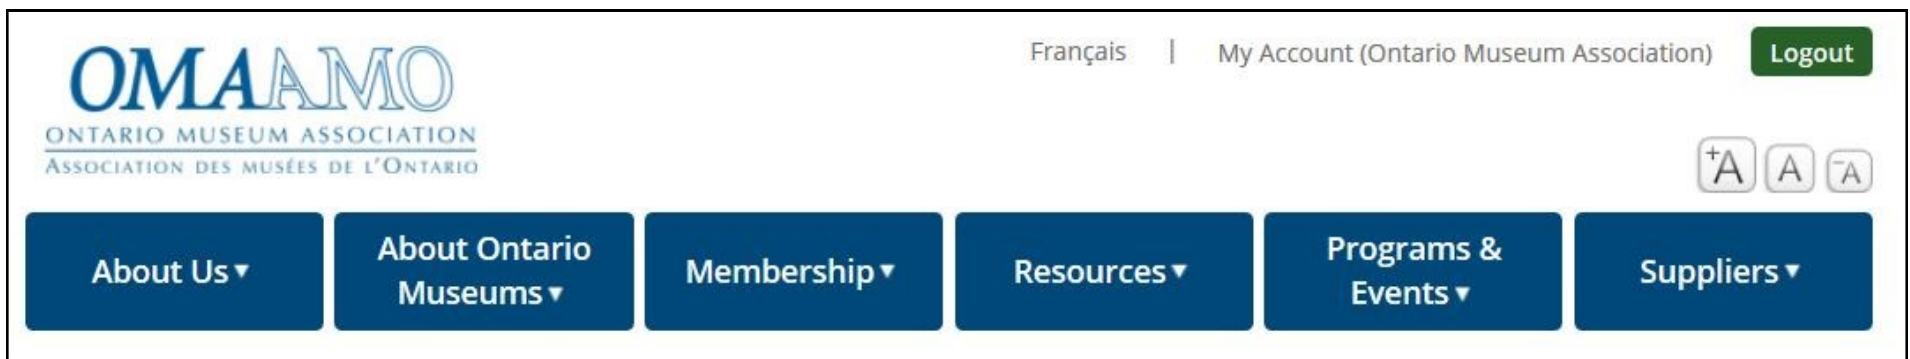 OMAAMO
ONTARIO MUSEUM ASSOCIATION
ASSOCIATION DES MUSÉES DE L'ONTARIO
Français | My Account (Ontario Museum Association) Logout
+A A -A
About Us▼
About Ontario
Museums▼
Membership▼
Resources▼
Programs &
Events▼
Suppliers▼